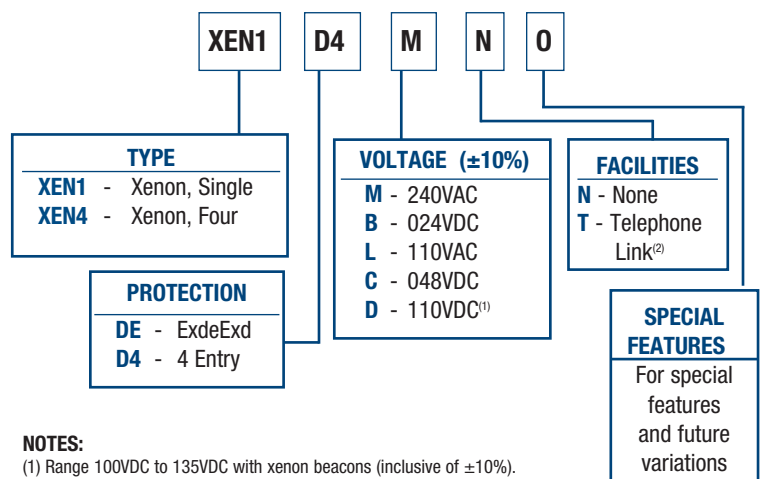 XEN1 D4 M N O
TYPE
XEN1 - Xenon, Single
XEN4 - Xenon, Four
PROTECTION
DE - ExdeExd
D4 - 4 Entry
VOLTAGE (±10%)
M - 240VAC
B - 024VDC
L - 110VAC
C - 048VDC
D - 110VDC(1)
FACILITIES
N - None
T - Telephone
Link(2)
SPECIAL
FEATURES
For special
features
and future
variations
NOTES:
(1) Range 100VDC to 135VDC with xenon beacons (inclusive of ±10%).